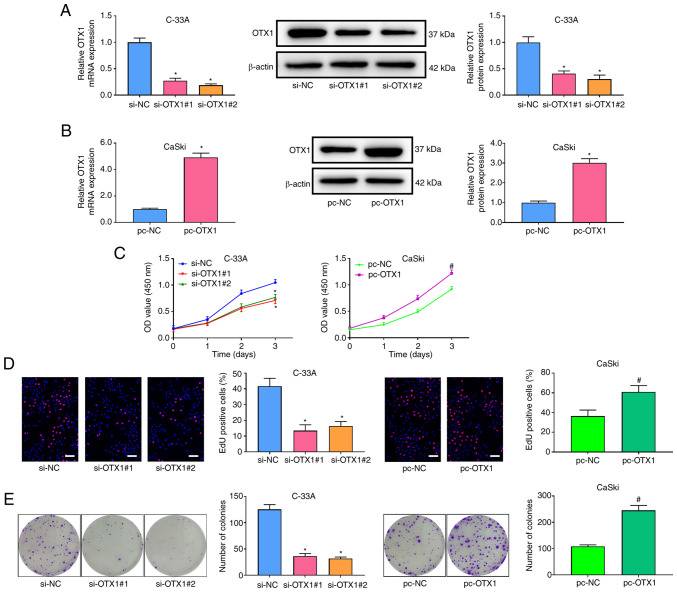 A
C-33A
Relative OTX1
mRNA expression
1.5
1.0
0.5
0
*
*
si-NC
si-OTX1#1
si-OTX1#2
OTX1
37 kDa
β-actin
42 kDa
si-NC
si-OTX1#1
si-OTX1#2
C-33A
Relative OTX1
protein expression
1.5
1.0
0.5
0
*
*
si-NC
si-OTX1#1
si-OTX1#2
B
CaSki
Relative OTX1
mRNA expression
6.0
4.0
2.0
0
*
pc-NC
pc-OTX1
OTX1
37 kDa
β-actin
42 kDa
pc-NC
pc-OTX1
CaSki
Relative OTX1
protein expression
4.0
3.0
2.0
1.0
0
*
pc-NC
pc-OTX1
C
C-33A
si-NC
si-OTX1#1
si-OTX1#2
OD value (450 nm)
1.5
1.0
0.5
0
*
*
0 1 2 3
Time (days)
CaSki
pc-NC
pc-OTX1
OD value (450 nm)
1.5
1.0
0.5
0
#
0 1 2 3
Time (days)
D
si-NC
si-OTX1#1
si-OTX1#2
C-33A
EdU positive cells (%)
50
40
30
20
10
0
*
*
si-NC
si-OTX1#1
si-OTX1#2
pc-NC
pc-OTX1
CaSki
EdU positive cells (%)
80
60
40
20
0
#
pc-NC
pc-OTX1
E
si-NC
si-OTX1#1
si-OTX1#2
C-33A
Number of colonies
150
100
50
0
*
*
si-NC
si-OTX1#1
si-OTX1#2
pc-NC
pc-OTX1
CaSki
Number of colonies
300
200
100
0
#
pc-NC
pc-OTX1